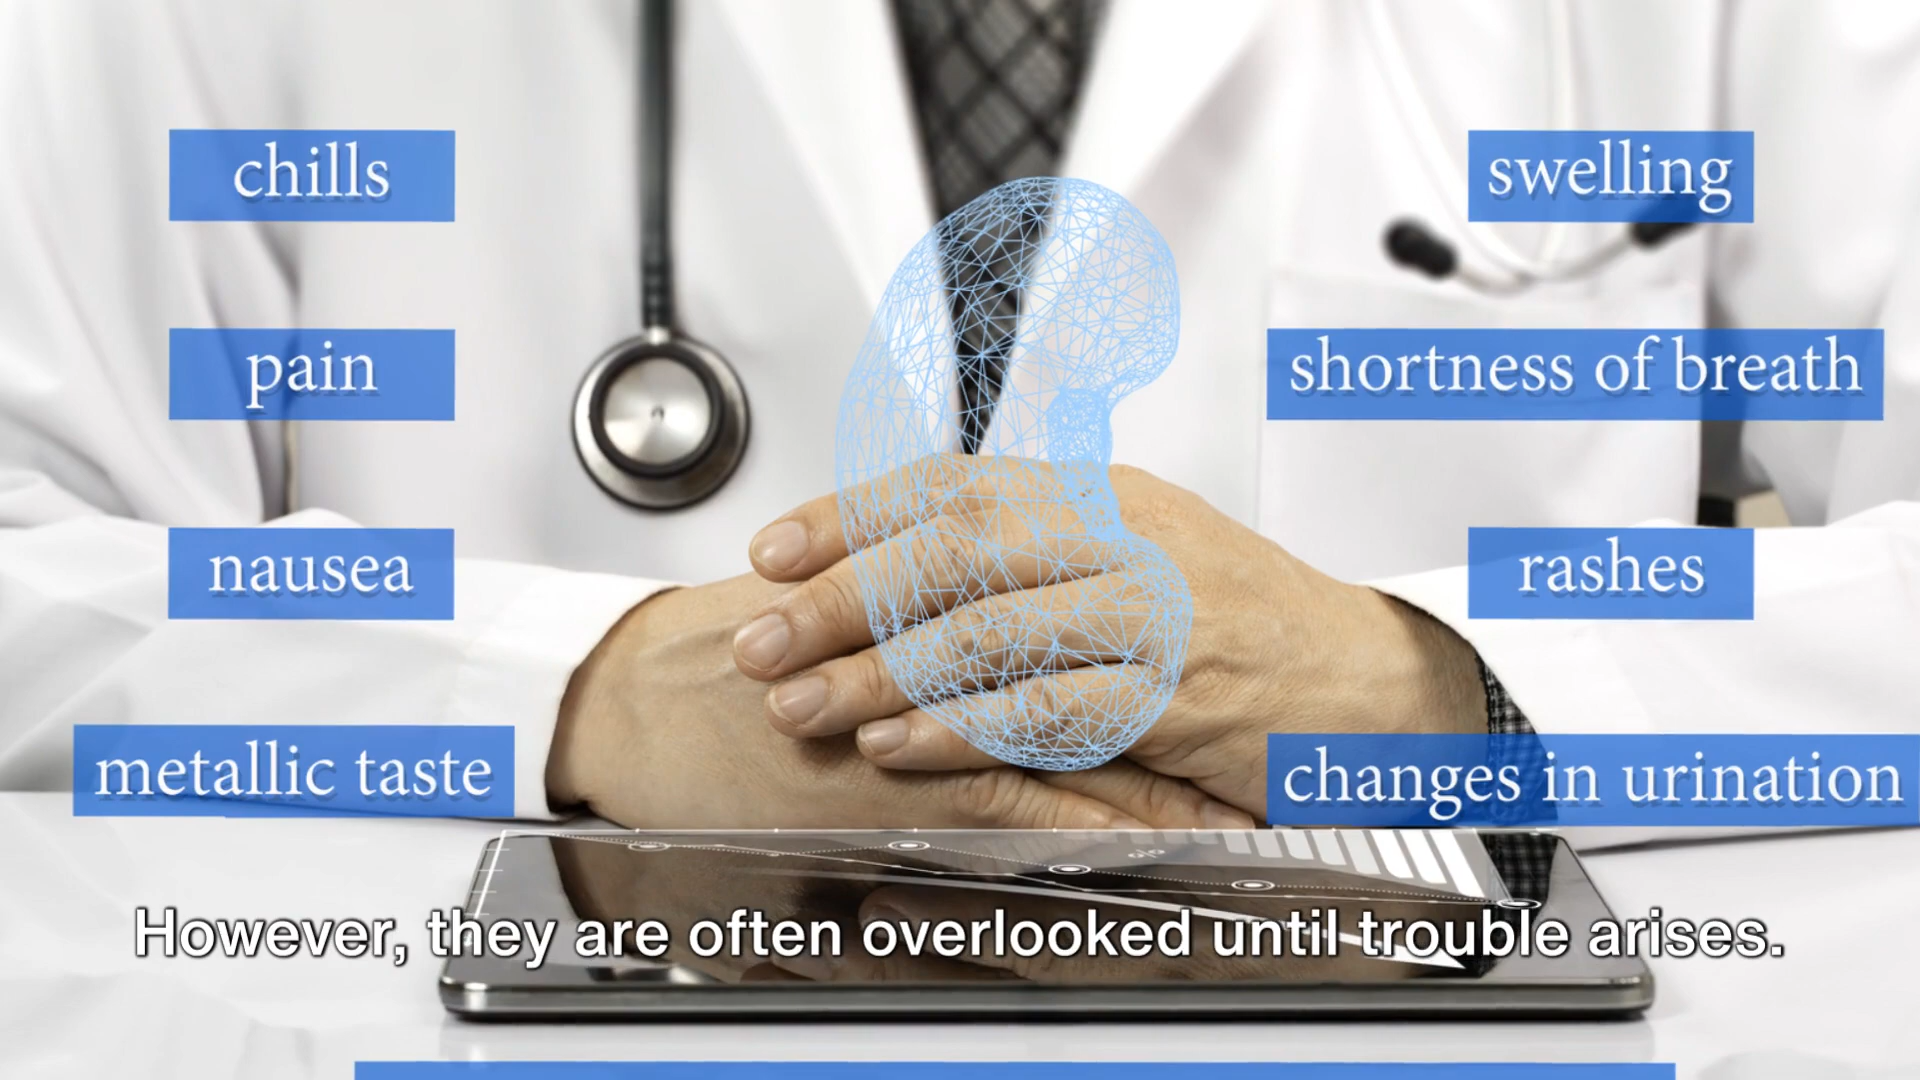 chills
swelling
pain
shortness of breath
nausea
rashes
metallic taste
changes in urination
%
However, they are often overlooked until trouble arises.